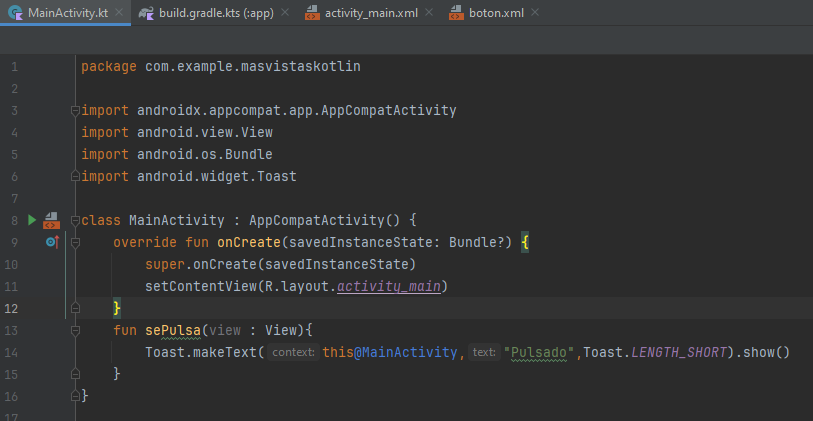 MainActivity.kt build.gradle.kts (:app) activity_main.xml boton.xml
1 package com.example.masvistaskotlin
2
3 import androidx.appcompat.app.AppCompatActivity
4 import android.view.View
5 import android.os.Bundle
6 import android.widget.Toast
7
8 class MainActivity : AppCompatActivity() {
9 override fun onCreate(savedInstanceState: Bundle?) {
10 super.onCreate(savedInstanceState)
11 setContentView(R.layout.activity_main)
12 }
13 fun sePulsa(view : View){
14 Toast.makeText( context: this@MainActivity, text: "Pulsado",Toast.LENGTH_SHORT).show()
15 }
16 }
17